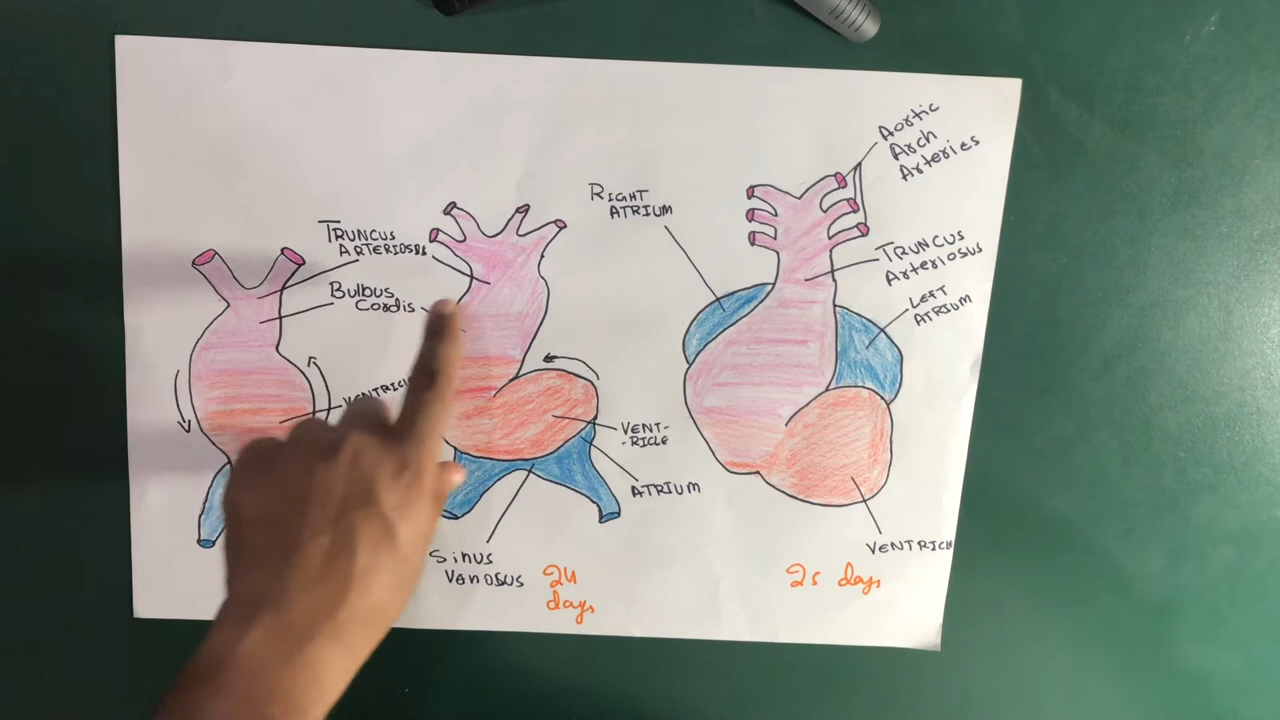 TRUNCUS
ARTERIOSUS
Bulbus
Cordis
RIGHT
ATRIUM
Aortic
Arch
Arteries
TRUNCUS
Arteriosus
LEFT
ATRIUM
VENT-
-RICLE
ATRIUM
Sinus
Venosus
24
days
VENTRICLE
25 days